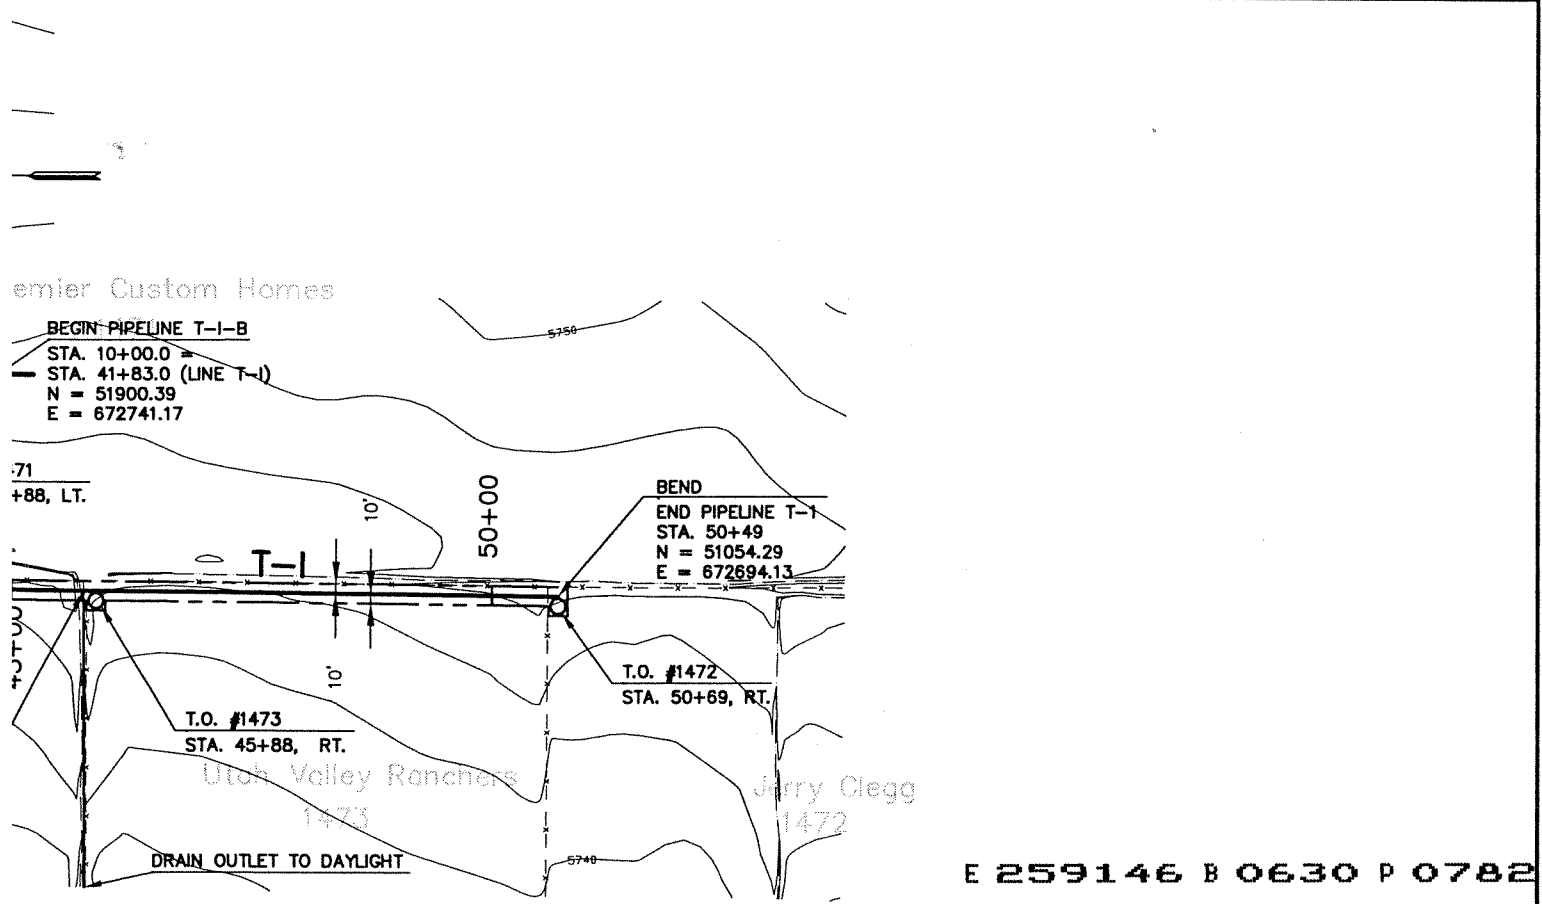 emier Custom Homes
BEGIN PIPELINE T-I-B
STA. 10+00.0 =
STA. 41+83.0 (LINE T-I)
N = 51900.39
E = 672741.17
5750
71
+88, LT.
10'
50+00
BEND
END PIPELINE T-1
STA. 50+49
N = 51054.29
E = 672694.13
T-I
45+00
10'
T.O. #1472
STA. 50+69, RT.
T.O. #1473
STA. 45+88, RT.
Utah Valley Ranchers
1473
Jerry Clegg
1472
DRAIN OUTLET TO DAYLIGHT
5740
E 259146 B 0630 P 0782